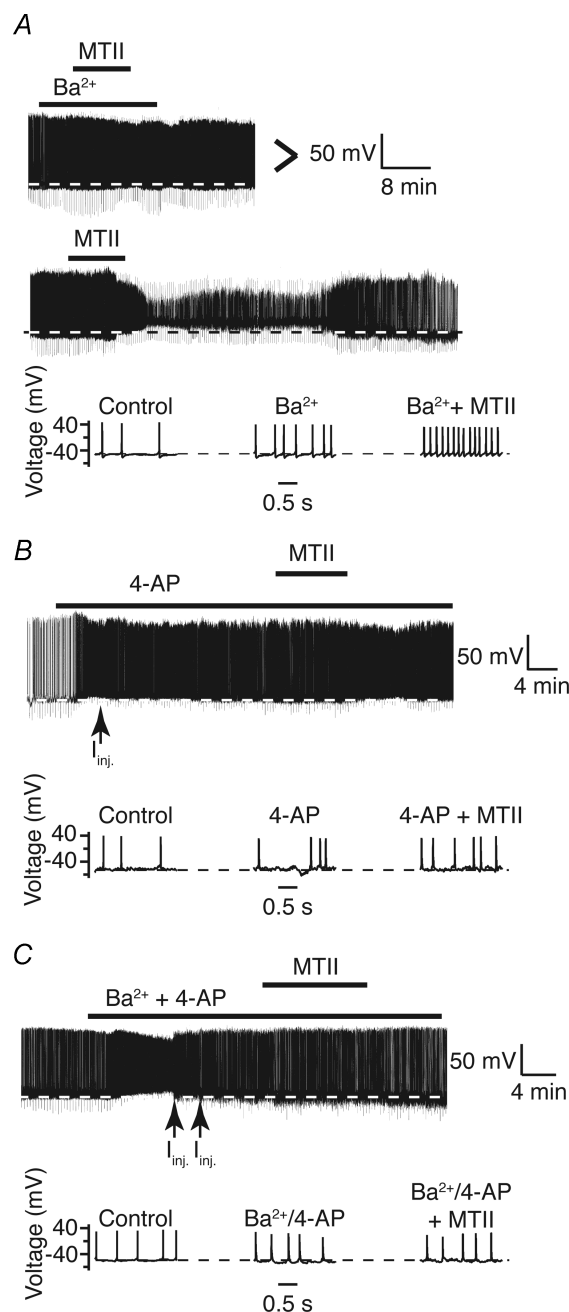 A
MTII
Ba2+
50 mV
8 min
MTII
Voltage (mV)
40
-40
Control
Ba2+
Ba2+ + MTII
0.5 s
B
MTII
4-AP
50 mV
4 min
Iinj.
Voltage (mV)
40
-40
Control
4-AP
4-AP + MTII
0.5 s
C
MTII
Ba2+ + 4-AP
50 mV
4 min
Iinj. Iinj.
Voltage (mV)
40
-40
Control
Ba2+/4-AP
Ba2+/4-AP
+ MTII
0.5 s